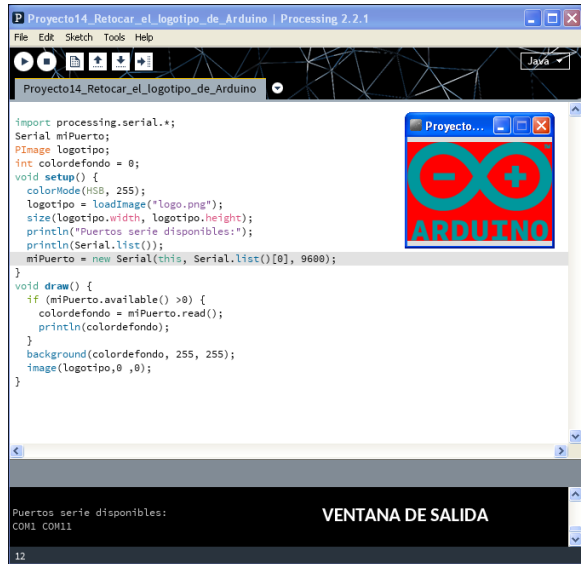 Proyecto14_Retocar_el_logotipo_de_Arduino | Processing 2.2.1
File Edit Sketch Tools Help
Java
Proyecto14_Retocar_el_logotipo_de_Arduino
import processing.serial.*;
Serial miPuerto;
PImage logotipo;
int colordefondo = 0;
void setup() {
colorMode(HSB, 255);
logotipo = loadImage("logo.png");
size(logotipo.width, logotipo.height);
println("Puertos serie disponibles:");
println(Serial.list());
miPuerto = new Serial(this, Serial.list()[0], 9600);
}
void draw() {
if (miPuerto.available() >0) {
colordefondo = miPuerto.read();
println(colordefondo);
}
background(colordefondo, 255, 255);
image(logotipo,0 ,0);
}
Proyecto...
TM
ARDUINO
Puertos serie disponibles:
COM1 COM11
VENTANA DE SALIDA
12